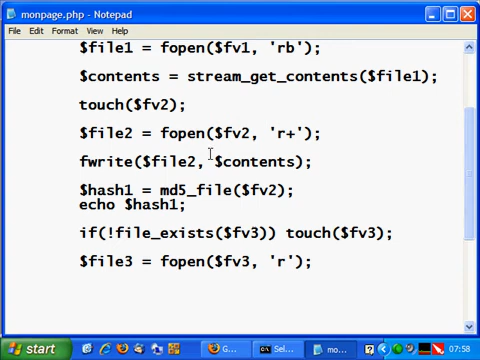 monpage.php - Notepad
File Edit Format View Help
$file1 = fopen($fv1, 'rb');
$contents = stream_get_contents($file1);
touch($fv2);
$file2 = fopen($fv2, 'r+');
fwrite($file2, $contents);
$hash1 = md5_file($fv2);
echo $hash1;
if(!file_exists($fv3)) touch($fv3);
$file3 = fopen($fv3, 'r');
start G... Sel... mo... 07:58